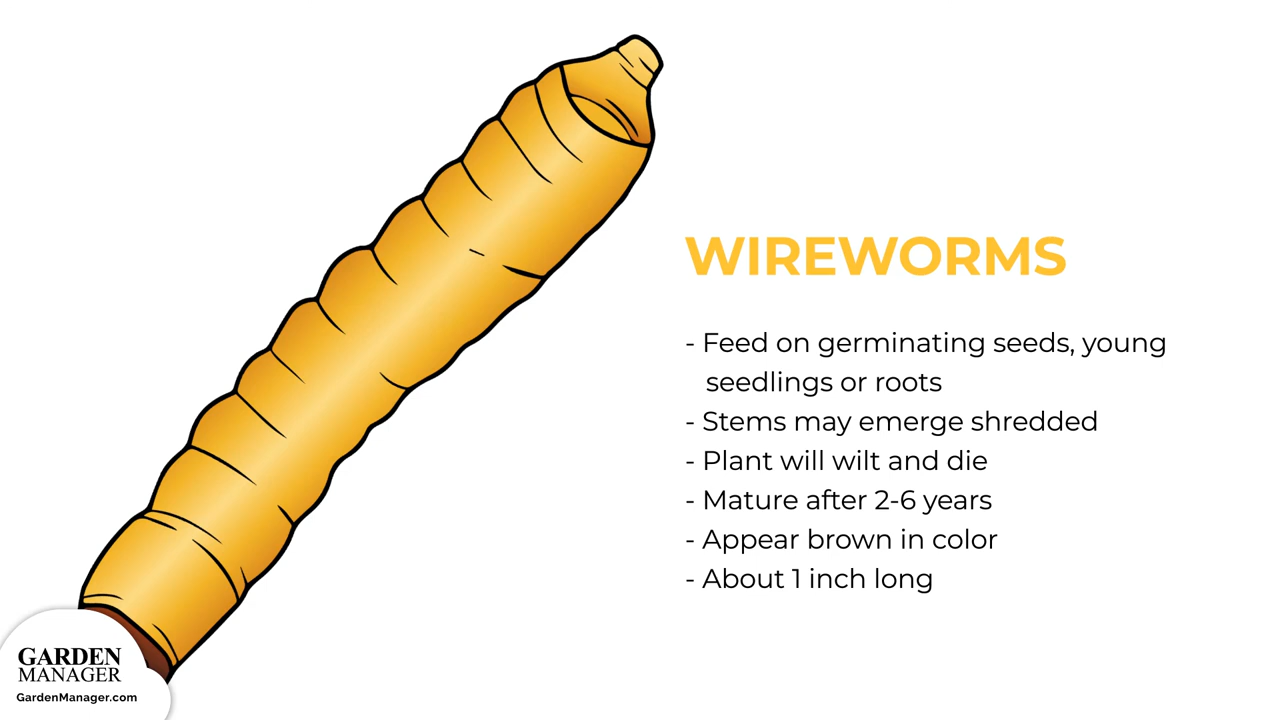 WIREWORMS
- Feed on germinating seeds, young
seedlings or roots
- Stems may emerge shredded
- Plant will wilt and die
- Mature after 2-6 years
- Appear brown in color
- About 1 inch long
GARDEN
MANAGER
GardenManager.com